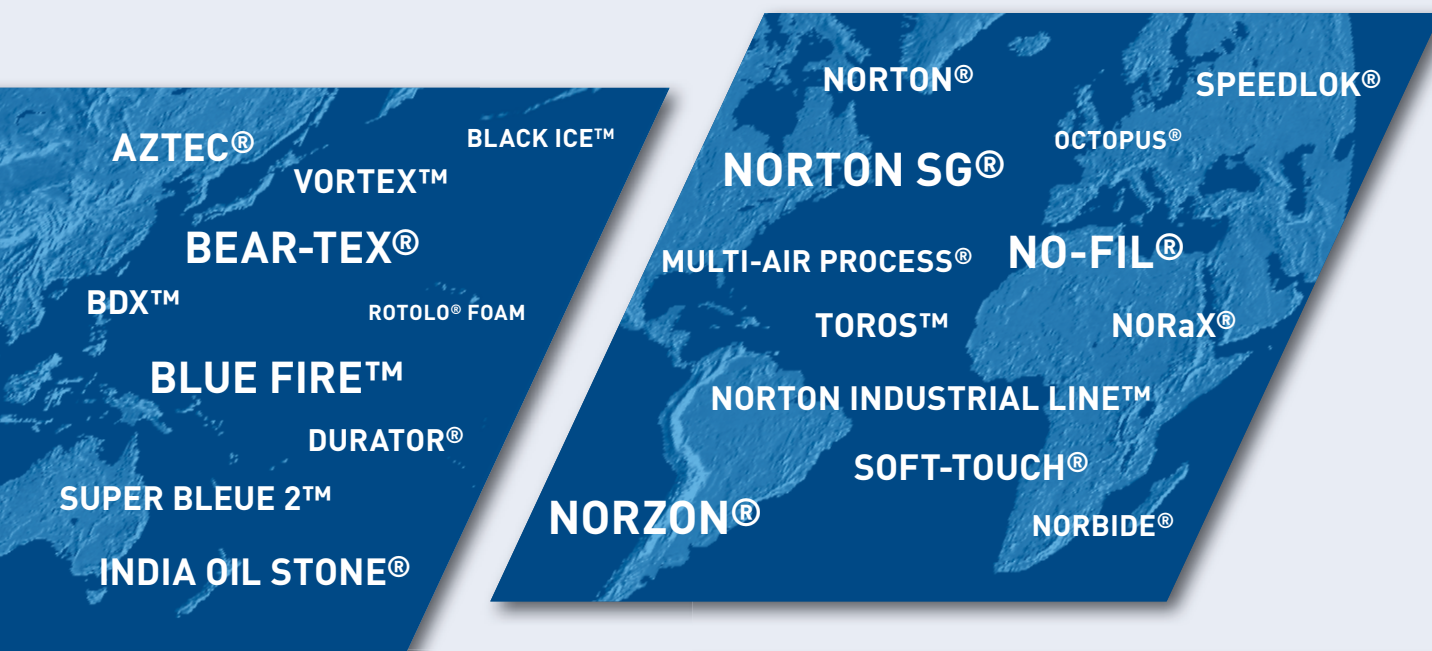 AZTEC®
BLACK ICE™
VORTEX™
BEAR-TEX®
BDX™
ROTOLO® FOAM
BLUE FIRE™
DURATOR®
SUPER BLEUE 2™
INDIA OIL STONE®
NORTON®
SPEEDLOK®
OCTOPUS®
NORTON SG®
MULTI-AIR PROCESS®
NO-FIL®
TOROS™
NORaX®
NORTON INDUSTRIAL LINE™
SOFT-TOUCH®
NORZON®
NORBIDE®